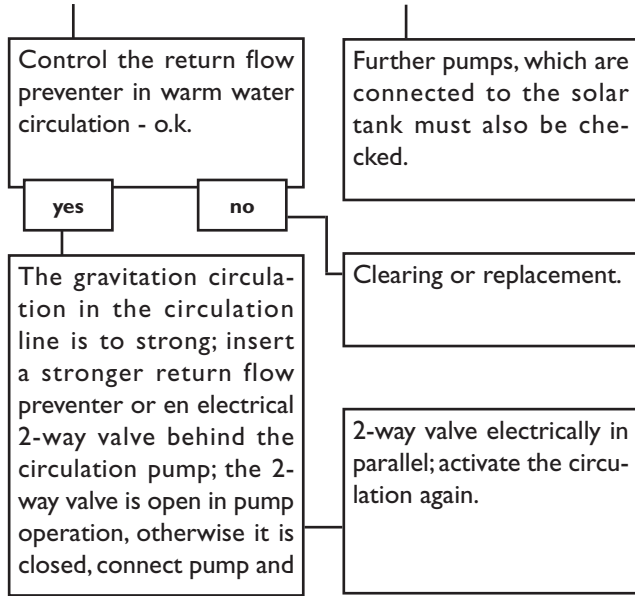 Control the return flow
preventer in warm water
circulation - o.k.
Further pumps, which are
connected to the solar
tank must also be che-
cked.
yes
no
The gravitation circula-
tion in the circulation
line is to strong; insert
a stronger return flow
preventer or en electrical
2-way valve behind the
circulation pump; the 2-
way valve is open in pump
operation, otherwise it is
closed, connect pump and
Clearing or replacement.
2-way valve electrically in
parallel; activate the circu-
lation again.